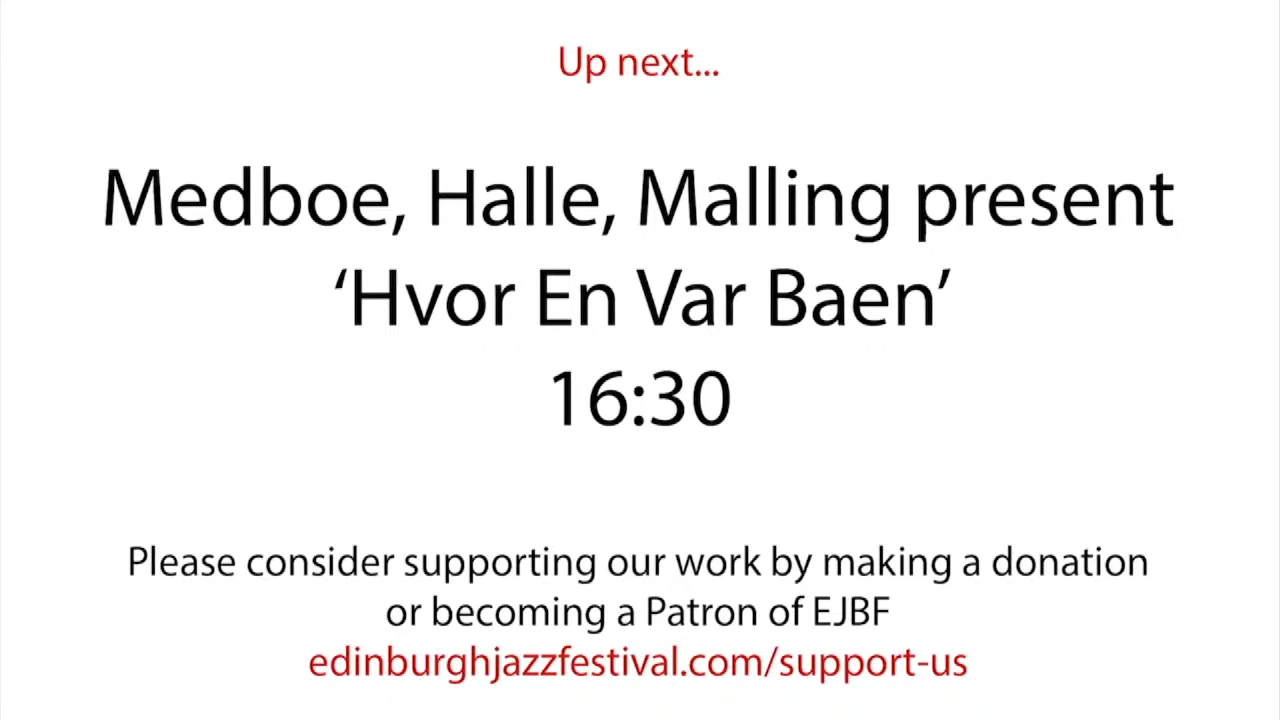 Up next...
Medboe, Halle, Malling present
‘Hvor En Var Baen’
16:30
Please consider supporting our work by making a donation
or becoming a Patron of EJBF
edinburghjazzfestival.com/support-us